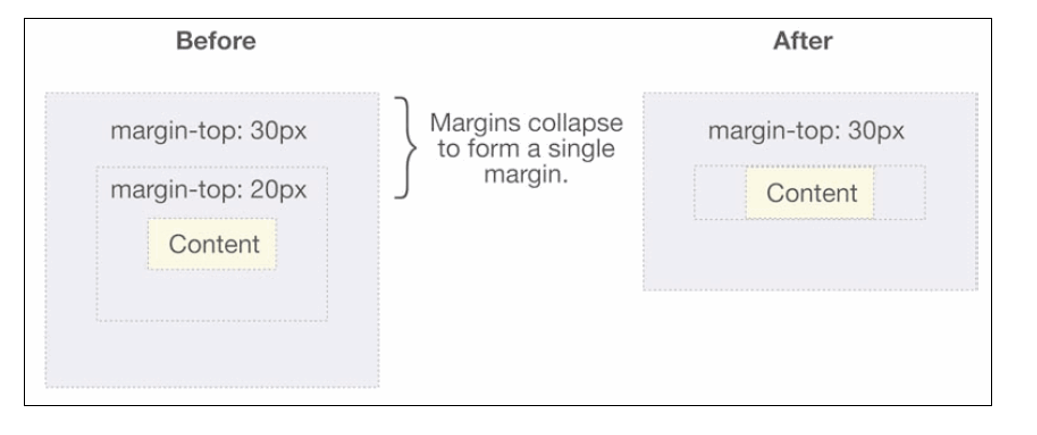 Before
After
margin-top: 30px
margin-top: 20px
Content
Margins collapse
to form a single
margin.
margin-top: 30px
Content